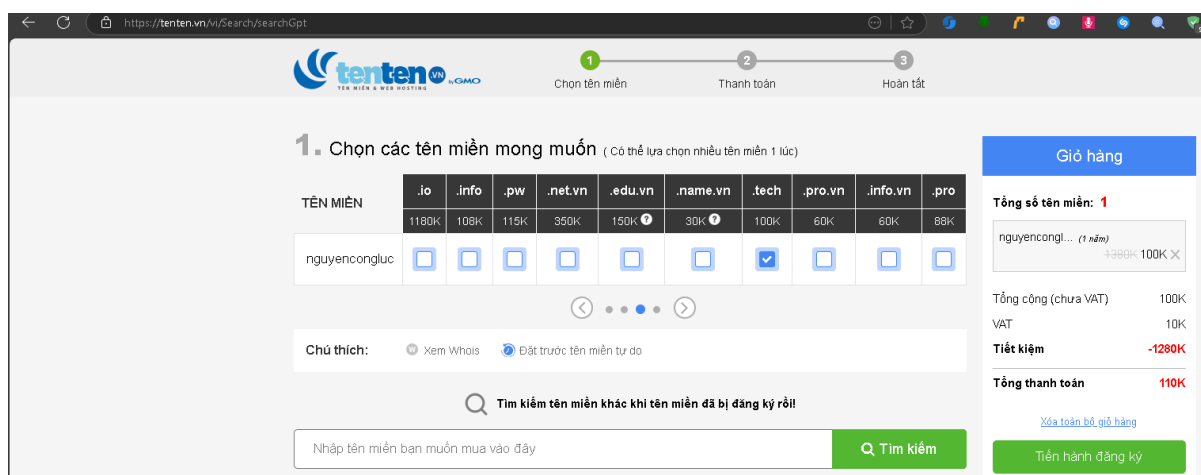 https://tenten.vn/vi/Search/searchGpt
tenten .VN by GMO
TÊN MIỀN & WEB HOSTING
1 2 3
Chọn tên miền Thanh toán Hoàn tất
1. Chọn các tên miền mong muốn ( Có thể lựa chọn nhiều tên miền 1 lúc)
TÊN MIỀN .io .info .pw .net.vn .edu.vn .name.vn .tech .pro.vn .info.vn .pro
1180K 108K 115K 350K 150K ? 30K ? 100K 60K 60K 88K
nguyencongluc
Chú thích: W Xem Whois Đặt trước tên miền tự do
Tìm kiếm tên miền khác khi tên miền đã bị đăng ký rồi!
Nhập tên miền bạn muốn mua vào đây Tìm kiếm
Giỏ hàng
Tổng số tên miền: 1
nguyencongl... (1 năm)
1380K 100K
Tổng cộng (chưa VAT) 100K
VAT 10K
Tiết kiệm -1280K
Tổng thanh toán 110K
Xóa toàn bộ giỏ hàng
Tiến hành đăng ký